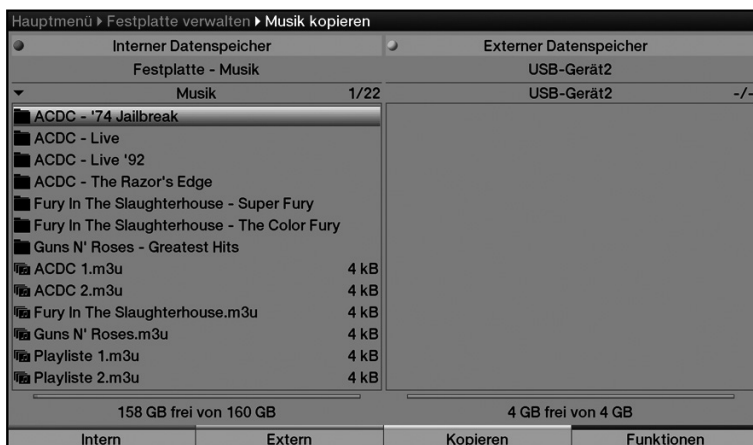 Hauptmenü ▸ Festplatte verwalten ▸ Musik kopieren
Interner Datenspeicher
Festplatte - Musik
Musik 1/22
ACDC - '74 Jailbreak
ACDC - Live
ACDC - Live '92
ACDC - The Razor's Edge
Fury In The Slaughterhouse - Super Fury
Fury In The Slaughterhouse - The Color Fury
Guns N' Roses - Greatest Hits
ACDC 1.m3u 4 kB
ACDC 2.m3u 4 kB
Fury In The Slaughterhouse.m3u 4 kB
Guns N' Roses.m3u 4 kB
Playliste 1.m3u 4 kB
Playliste 2.m3u 4 kB
158 GB frei von 160 GB
Externer Datenspeicher
USB-Gerät2
USB-Gerät2 -/-
4 GB frei von 4 GB
Intern Extern Kopieren Funktionen